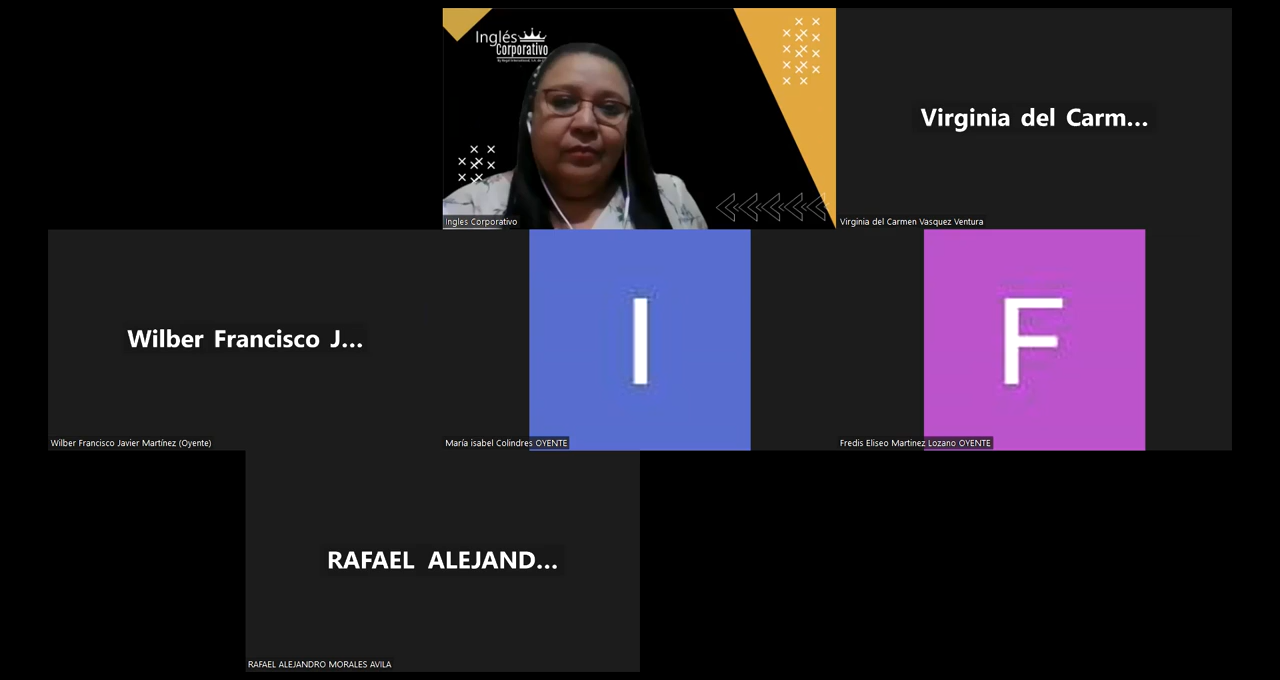 Inglés
Corporativo
Virginia del Carm...
Ingles Corporativo
Virginia del Carmen Vasquez Ventura
Wilber Francisco J...
I
F
Wilber Francisco Javier Martínez (Oyente)
María isabel Colindres OYENTE
Fredis Eliseo Martinez Lozano OYENTE
RAFAEL ALEJAND...
RAFAEL ALEJANDRO MORALES AVILA